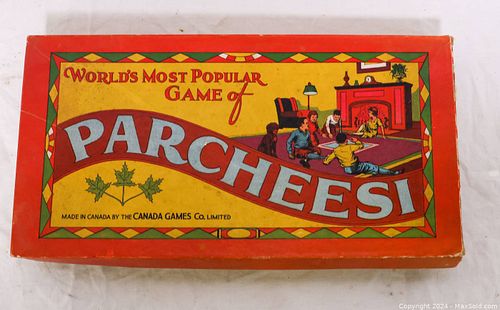 WORLD'S MOST POPULAR
GAME of
PARCHEESI
MADE IN CANADA BY THE CANADA GAMES CO. LIMITED
Copyright 2024 - MaxSold.com